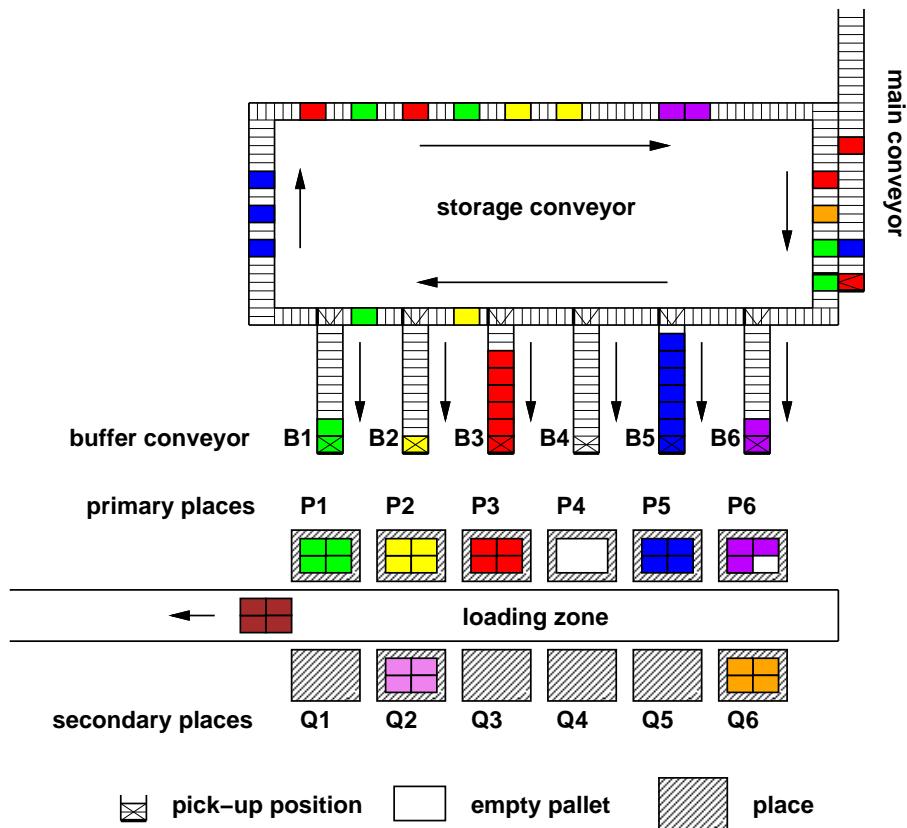 main conveyor
storage conveyor
buffer conveyor B1 B2 B3 B4 B5 B6
primary places P1 P2 P3 P4 P5 P6
loading zone
secondary places Q1 Q2 Q3 Q4 Q5 Q6
pick−up position empty pallet place